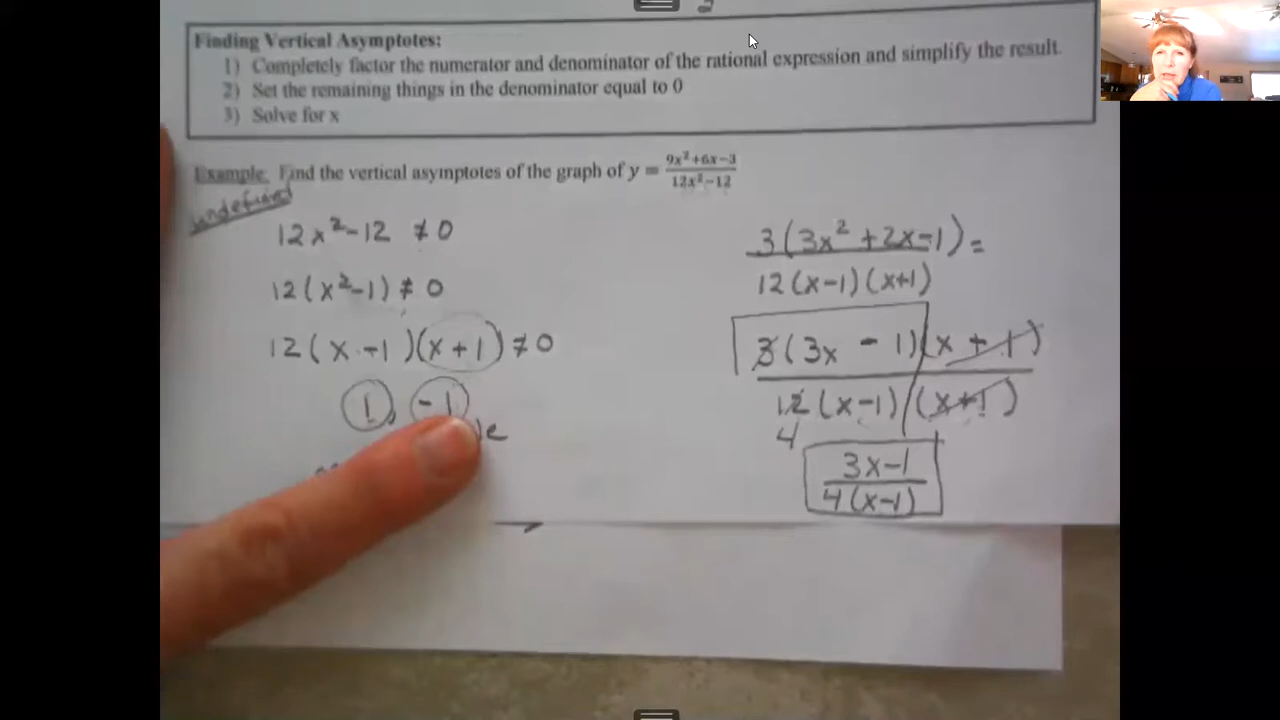 Finding Vertical Asymptotes:
1) Completely factor the numerator and denominator of the rational expression and simplify the result.
2) Set the remaining things in the denominator equal to 0
3) Solve for x
Example: Find the vertical asymptotes of the graph of y = (9x²+6x−3)/(12x²−12)
undefined
12x²-12 ≠ 0
12(x²-1) ≠ 0
12(x-1)(x+1) ≠ 0
1, -1
3(3x²+2x-1) =
12(x-1)(x+1)
3(3x - 1)(x + 1)
12(x-1)(x+1)
4
3x-1
4(x-1)